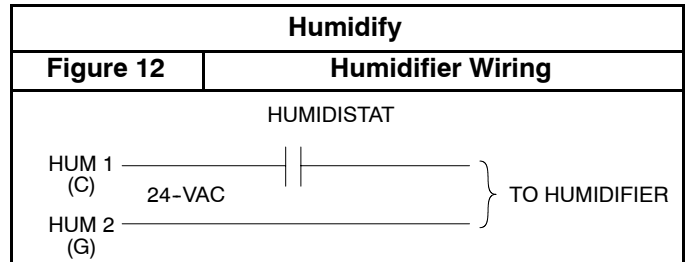 Humidify
Figure 12 Humidifier Wiring
HUMIDISTAT
HUM 1
(C)
24-VAC
TO HUMIDIFIER
HUM 2
(G)